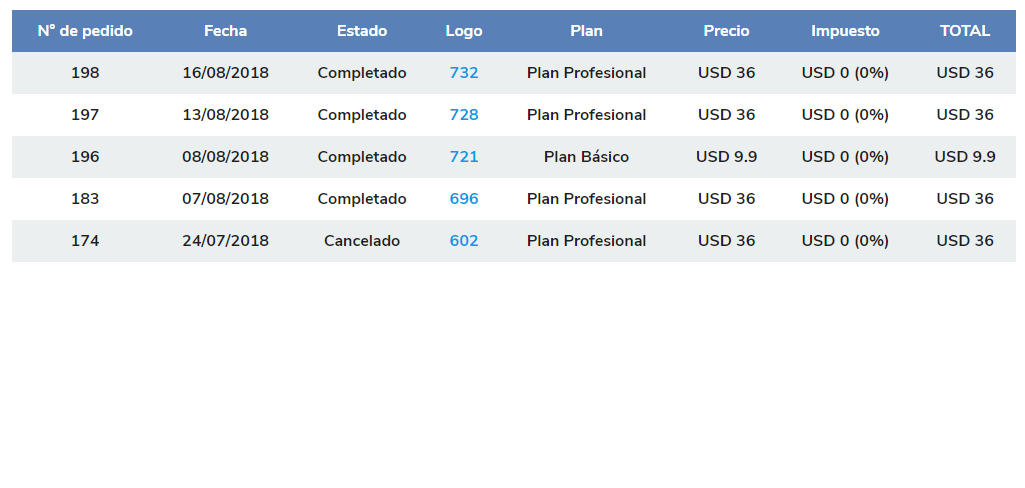 N° de pedido Fecha Estado Logo Plan Precio Impuesto TOTAL
198 16/08/2018 Completado 732 Plan Profesional USD 36 USD 0 (0%) USD 36
197 13/08/2018 Completado 728 Plan Profesional USD 36 USD 0 (0%) USD 36
196 08/08/2018 Completado 721 Plan Básico USD 9.9 USD 0 (0%) USD 9.9
183 07/08/2018 Completado 696 Plan Profesional USD 36 USD 0 (0%) USD 36
174 24/07/2018 Cancelado 602 Plan Profesional USD 36 USD 0 (0%) USD 36